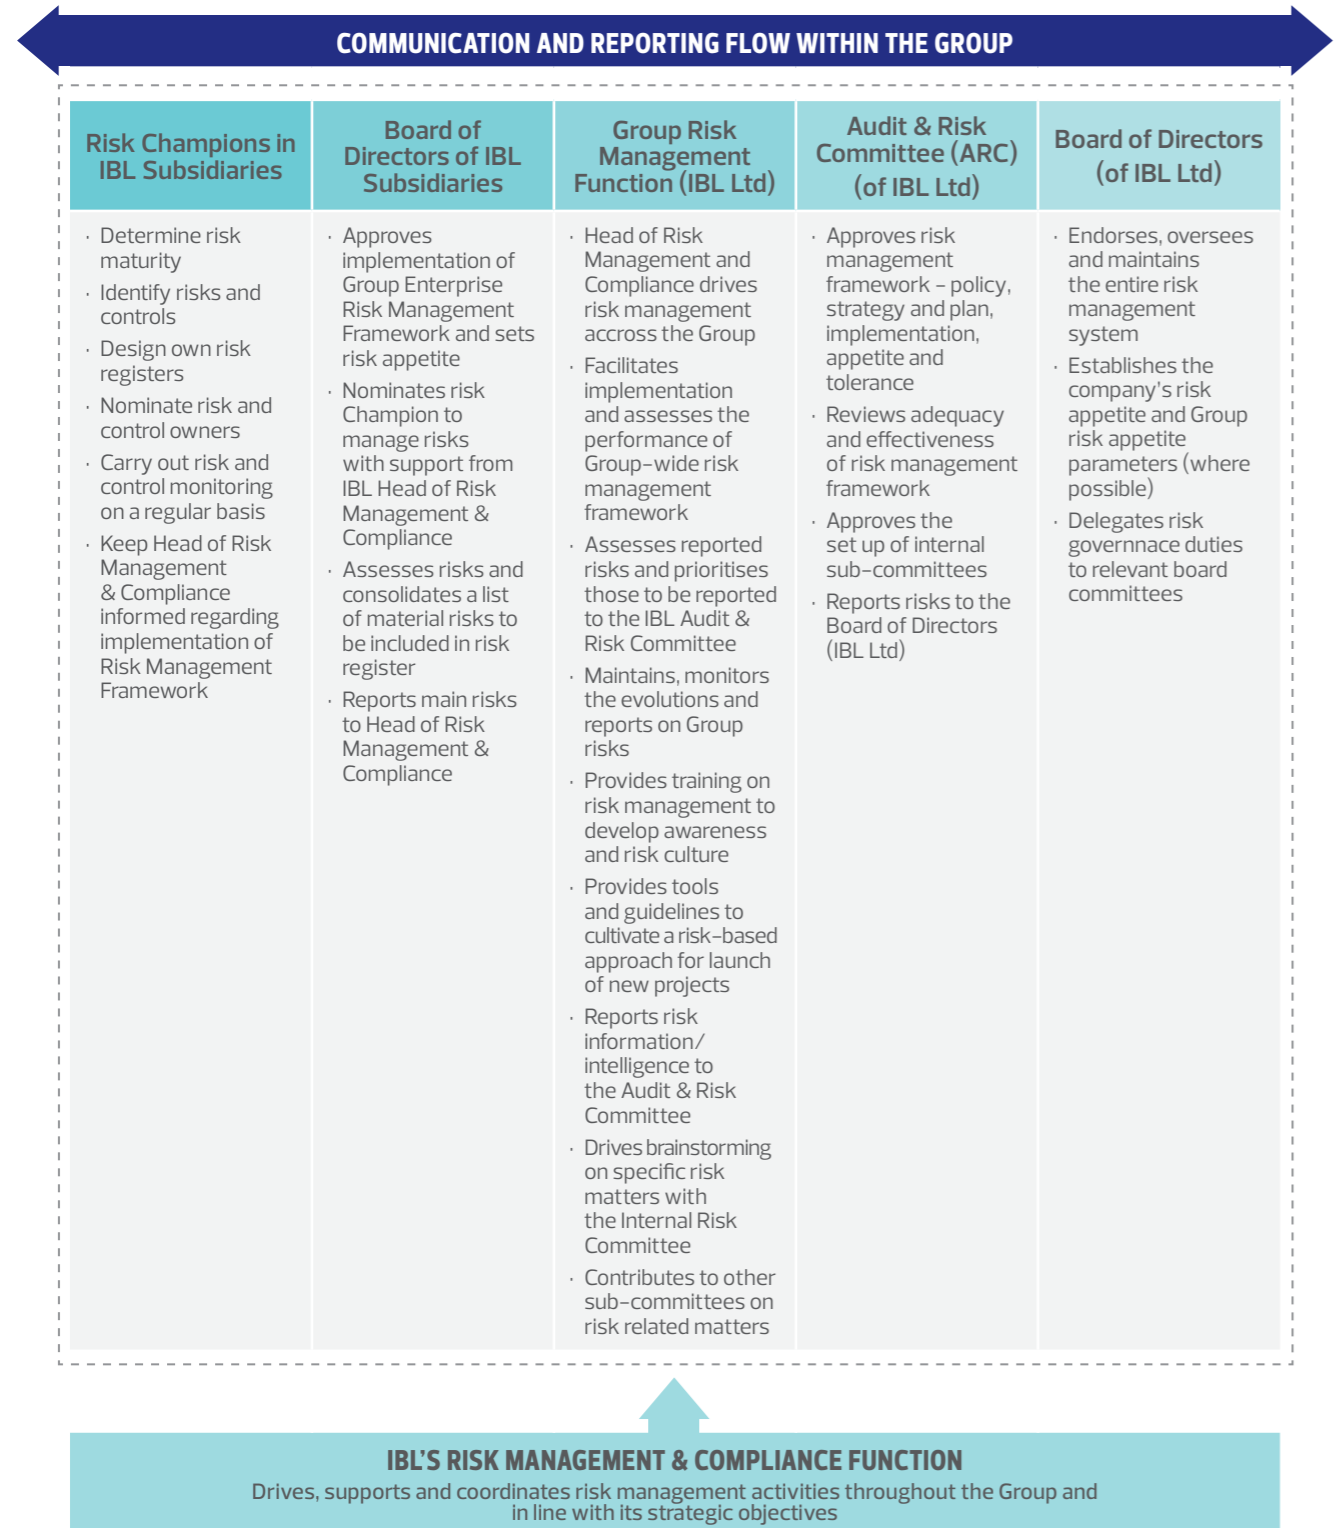 COMMUNICATION AND REPORTING FLOW WITHIN THE GROUP
Risk Champions in
IBL Subsidiaries
· Determine risk
maturity
· Identify risks and
controls
· Design own risk
registers
· Nominate risk and
control owners
· Carry out risk and
control monitoring
on a regular basis
· Keep Head of Risk
Management
& Compliance
informed regarding
implementation of
Risk Management
Framework
Board of
Directors of IBL
Subsidiaries
· Approves
implementation of
Group Enterprise
Risk Management
Framework and sets
risk appetite
· Nominates risk
Champion to
manage risks
with support from
IBL Head of Risk
Management &
Compliance
· Assesses risks and
consolidates a list
of material risks to
be included in risk
register
· Reports main risks
to Head of Risk
Management &
Compliance
Group Risk
Management
Function (IBL Ltd)
· Head of Risk
Management and
Compliance drives
risk management
accross the Group
· Facilitates
implementation
and assesses the
performance of
Group-wide risk
management
framework
· Assesses reported
risks and prioritises
those to be reported
to the IBL Audit &
Risk Committee
· Maintains, monitors
the evolutions and
reports on Group
risks
· Provides training on
risk management to
develop awareness
and risk culture
· Provides tools
and guidelines to
cultivate a risk-based
approach for launch
of new projects
· Reports risk
information/
intelligence to
the Audit & Risk
Committee
· Drives brainstorming
on specific risk
matters with
the Internal Risk
Committee
· Contributes to other
sub-committees on
risk related matters
Audit & Risk
Committee (ARC)
(of IBL Ltd)
· Approves risk
management
framework - policy,
strategy and plan,
implementation,
appetite and
tolerance
· Reviews adequacy
and effectiveness
of risk management
framework
· Approves the
set up of internal
sub-committees
· Reports risks to the
Board of Directors
(IBL Ltd)
Board of Directors
(of IBL Ltd)
· Endorses, oversees
and maintains
the entire risk
management
system
· Establishes the
company's risk
appetite and Group
risk appetite
parameters (where
possible)
· Delegates risk
governnace duties
to relevant board
committees
IBL'S RISK MANAGEMENT & COMPLIANCE FUNCTION
Drives, supports and coordinates risk management activities throughout the Group and
in line with its strategic objectives